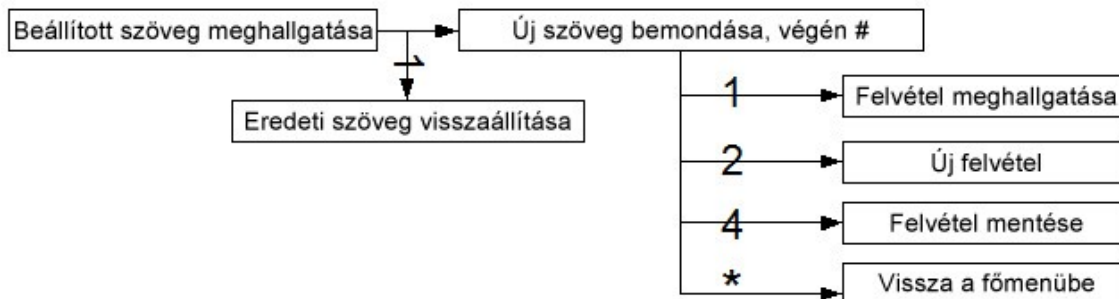 Beállított szöveg meghallgatása
Új szöveg bemondása, végén #
1
Eredeti szöveg visszaállítása
1
Felvétel meghallgatása
2
Új felvétel
4
Felvétel mentése
*
Vissza a főmenübe